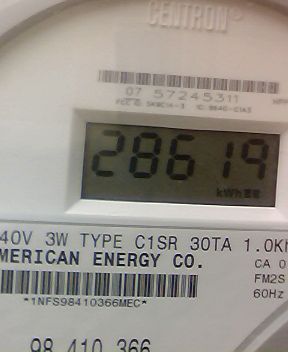 CENTRON®
07 57245311
28619
kWh
40V 3W TYPE C1SR 30TA 1.0Kh
MERICAN ENERGY CO.
CA 0
FM2S
60Hz
*1NFS98410366MEC*
98 410 366